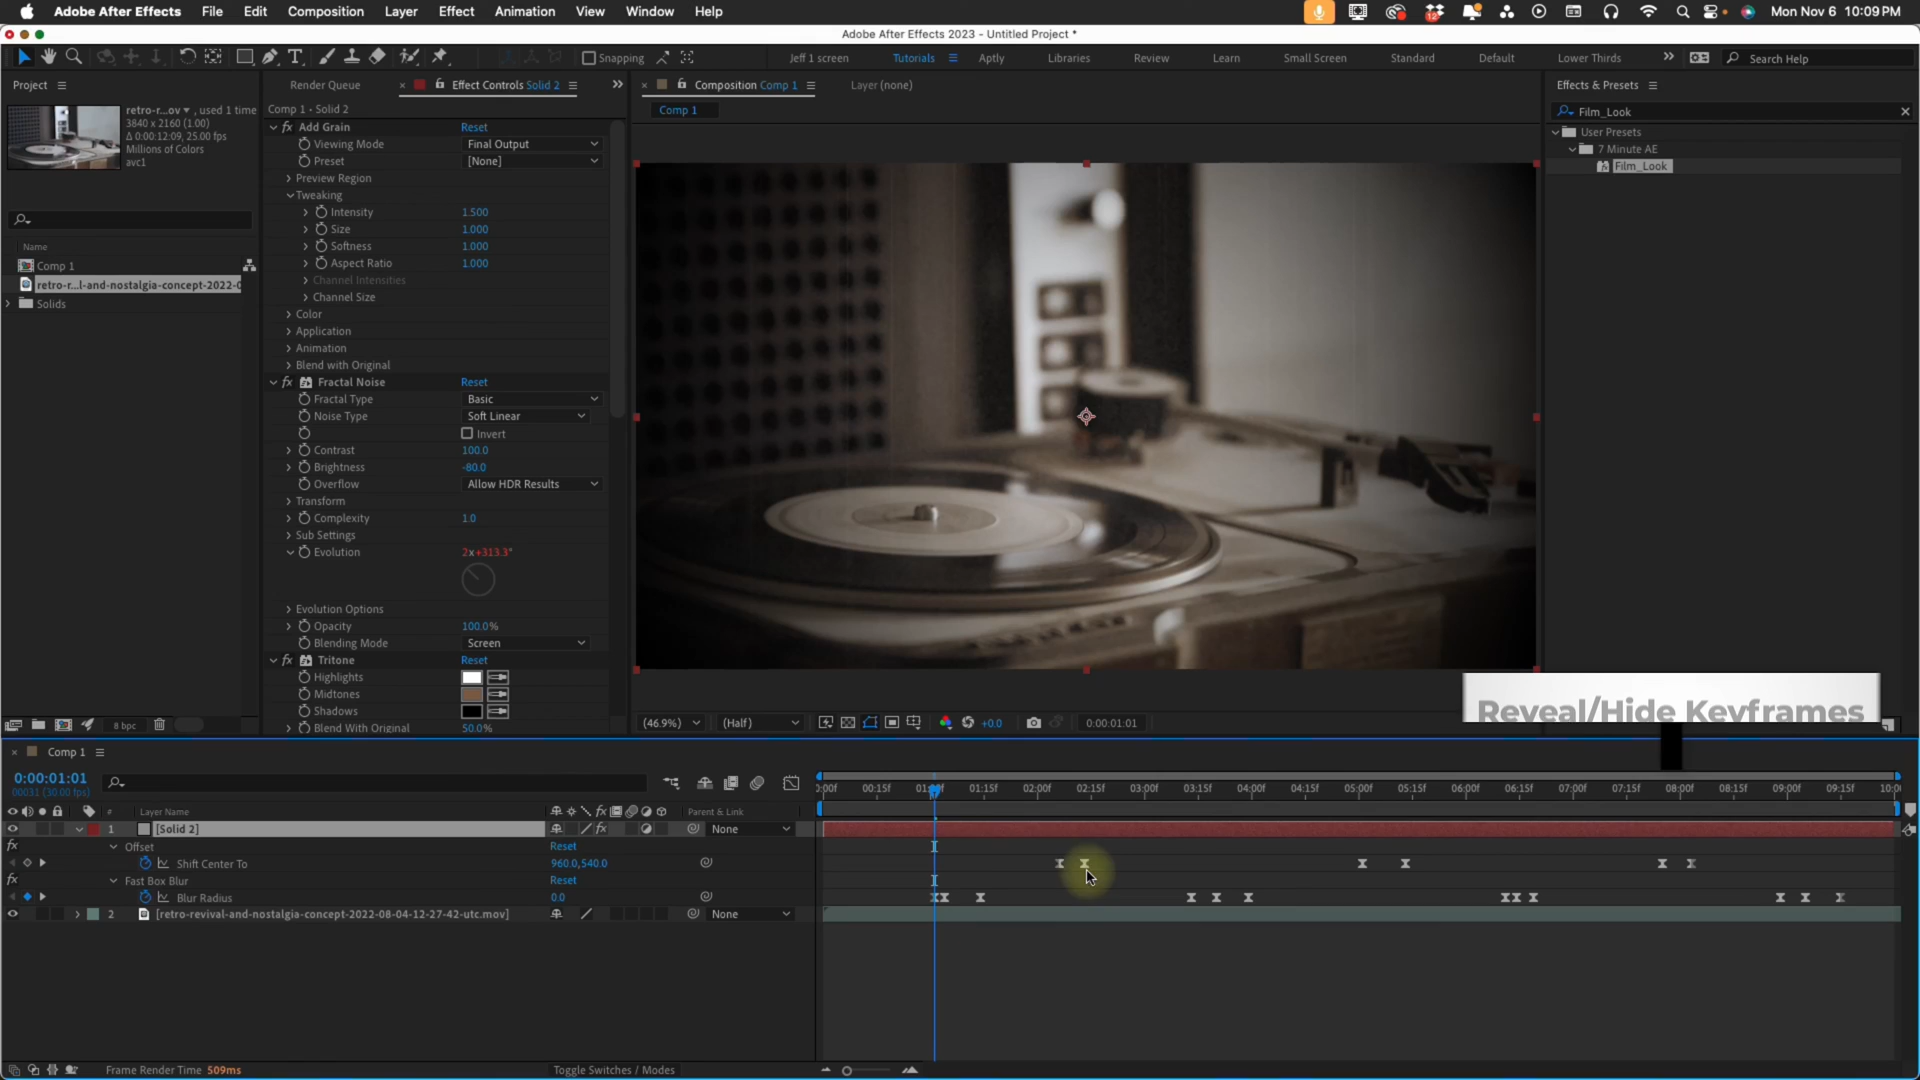 Adobe After Effects File Edit Composition Layer Effect Animation View Window Help
12
Mon Nov 6 10:09 PM
Adobe After Effects 2023 - Untitled Project *
Snapping
Jeff 1 screen Tutorials Aptly Libraries Learn Review Small Screen Standard Default Lower Thirds
Search Help
Project
retro-r...ov ▾ , used 1 time
3840 x 2160 (1.00)
Δ 0:00:12:09, 25.00 fps
Millions of Colors
avc1
Name
Comp 1
retro-r...l-and-nostalgia-concept-2022-0
Solids
8 bpc
Render Queue
Effect Controls Solid 2
Comp 1 • Solid 2
fx Add Grain Reset
Viewing Mode Final Output
Preset [None]
Preview Region
Tweaking
Intensity 1.500
Size 1.000
Softness 1.000
Aspect Ratio 1.000
Channel Intensities
Channel Size
Color
Application
Animation
Blend with Original
fx Fractal Noise Reset
Fractal Type Basic
Noise Type Soft Linear
Invert
Contrast 100.0
Brightness -80.0
Overflow Allow HDR Results
Transform
Complexity 1.0
Sub Settings
Evolution 2x+313.3°
Evolution Options
Opacity 100.0%
Blending Mode Screen
fx Tritone Reset
Highlights
Midtones
Shadows
Blend With Original 50.0%
Composition Comp 1
Layer (none)
Comp 1
(46.9%) (Half) +0.0 0:00:01:01
Effects & Presets
Film_Look
User Presets
7 Minute AE
Film_Look
Reveal/Hide Keyframes
Comp 1
0:00:01:01
00031 (30.00 fps)
# Layer Name fx Parent & Link
1 [Solid 2] fx None
fx Offset Reset
Shift Center To 960.0,540.0
fx Fast Box Blur Reset
Blur Radius 0.0
2 [retro-revival-and-nostalgia-concept-2022-08-04-12-27-42-utc.mov] None
00:15f 01:15f 02:00f 02:15f 03:00f 03:15f 04:00f 04:15f 05:00f 05:15f 06:00f 06:15f 07:00f 07:15f 08:00f 08:15f 09:00f 09:15f
Frame Render Time 509ms
Toggle Switches / Modes